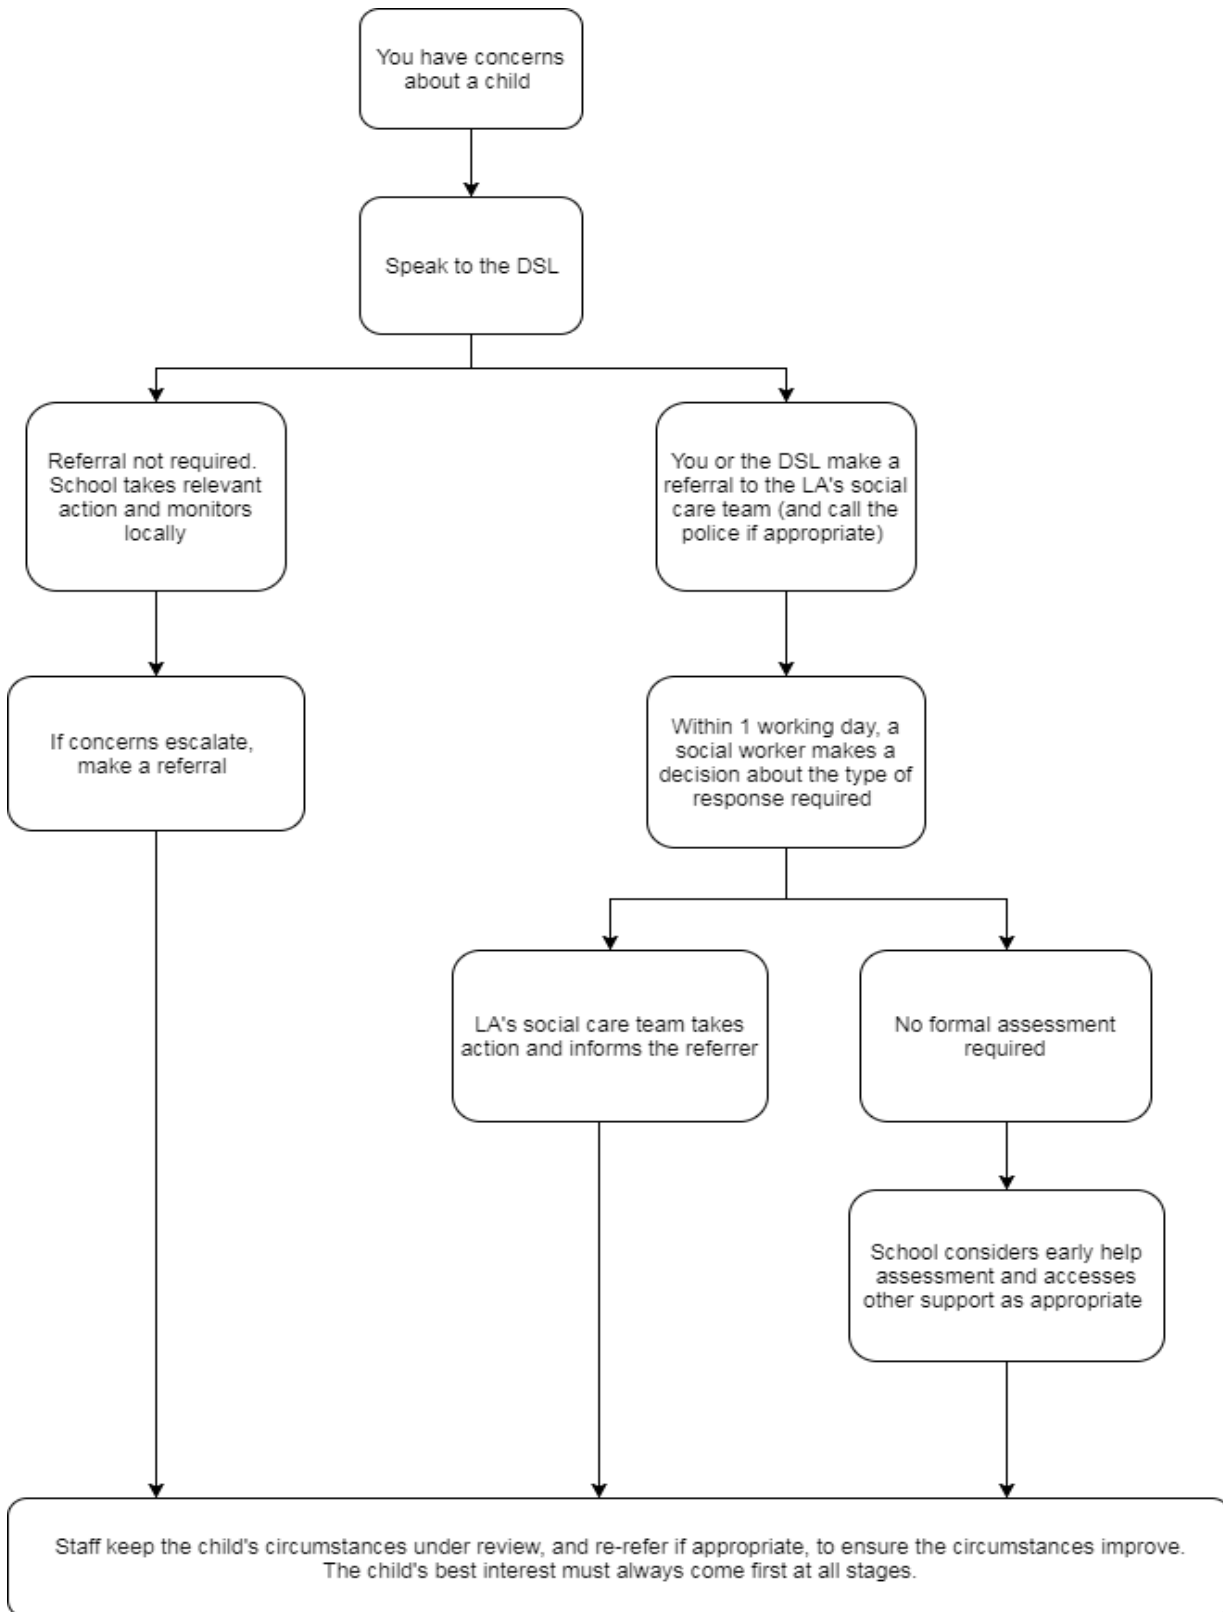 You have concerns
about a child
Speak to the DSL
Referral not required.
School takes relevant
action and monitors
locally
You or the DSL make a
referral to the LA's social
care team (and call the
police if appropriate)
If concerns escalate,
make a referral
Within 1 working day, a
social worker makes a
decision about the type of
response required
LA's social care team takes
action and informs the referrer
No formal assessment
required
School considers early help
assessment and accesses
other support as appropriate
Staff keep the child's circumstances under review, and re-refer if appropriate, to ensure the circumstances improve.
The child's best interest must always come first at all stages.